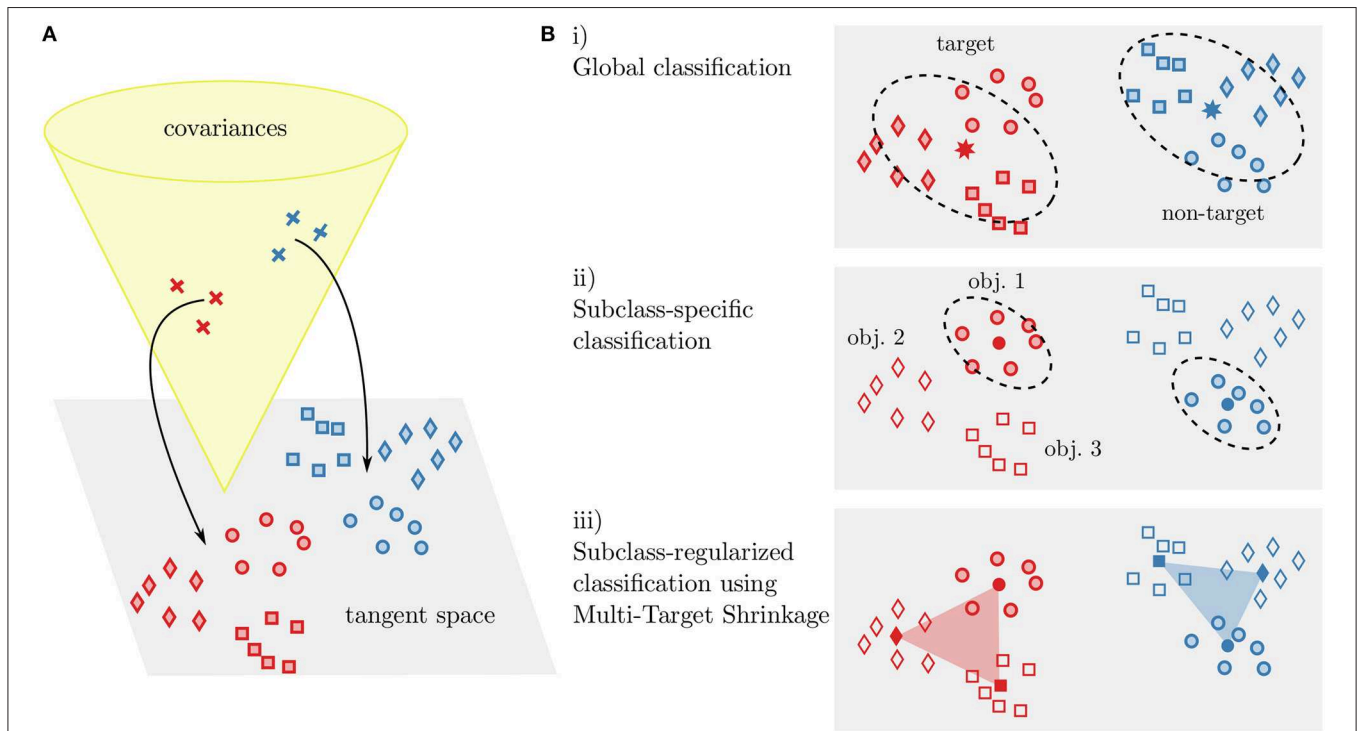 A
covariances
tangent space
B
i)
Global classification
target
non-target
ii)
Subclass-specific
classification
obj. 1
obj. 2
obj. 3
iii)
Subclass-regularized
classification using
Multi-Target Shrinkage